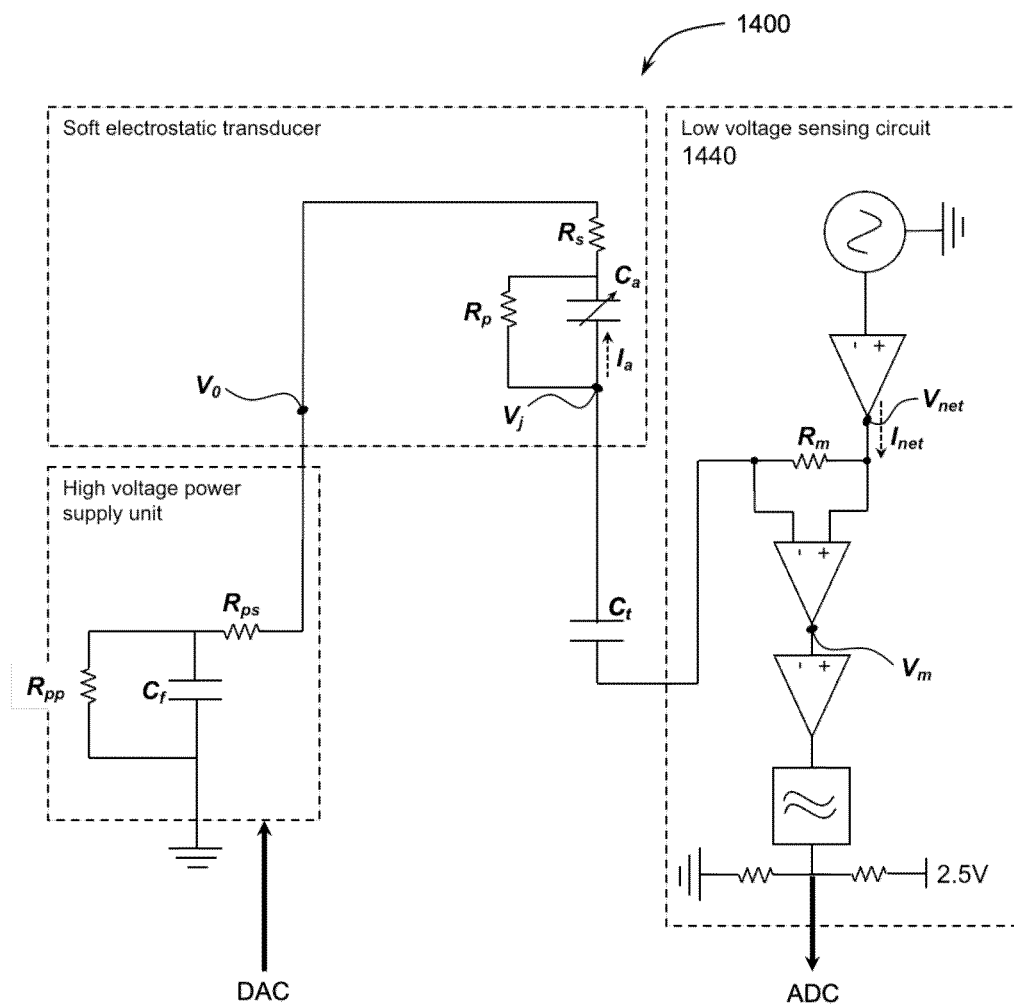 1400
Soft electrostatic transducer
Low voltage sensing circuit
1440
Rs
Ca
Rp
Ia
V0
Vj
- +
Vnet
Inet
Rm
High voltage power
supply unit
- +
Rps
Ct
Vm
Rpp
Cf
- +
2.5V
DAC
ADC